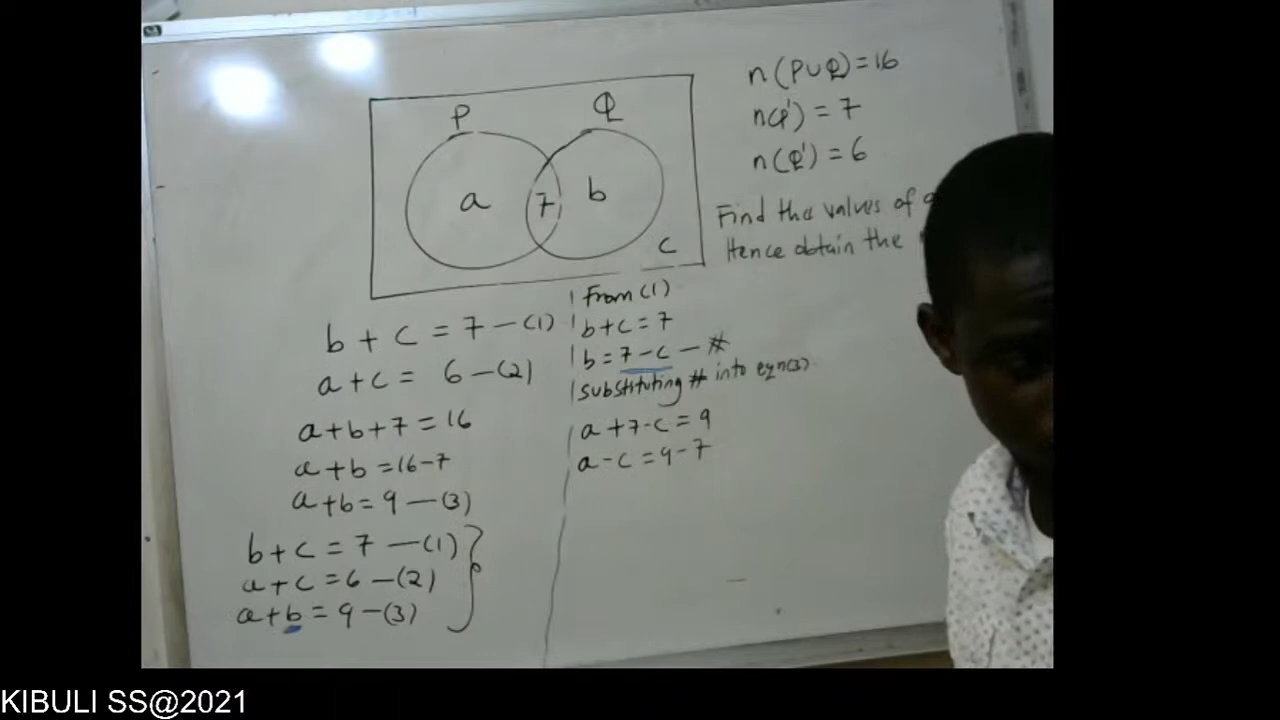 P Q
a 7 b
C
n(PUQ)=16
n(P')=7
n(Q')=6
Find the values of
Hence obtain the
b+c=7-(1)
a+c=6-(2)
a+b+7=16
a+b=16-7
a+b=9-(3)
b+c=7-(1)
a+c=6-(2)
a+b=9-(3)
From (1)
b+c=7
b=7-c-*
substituting * into eqn(3)
a+7-c=9
a-c=9-7
KIBULI SS@2021